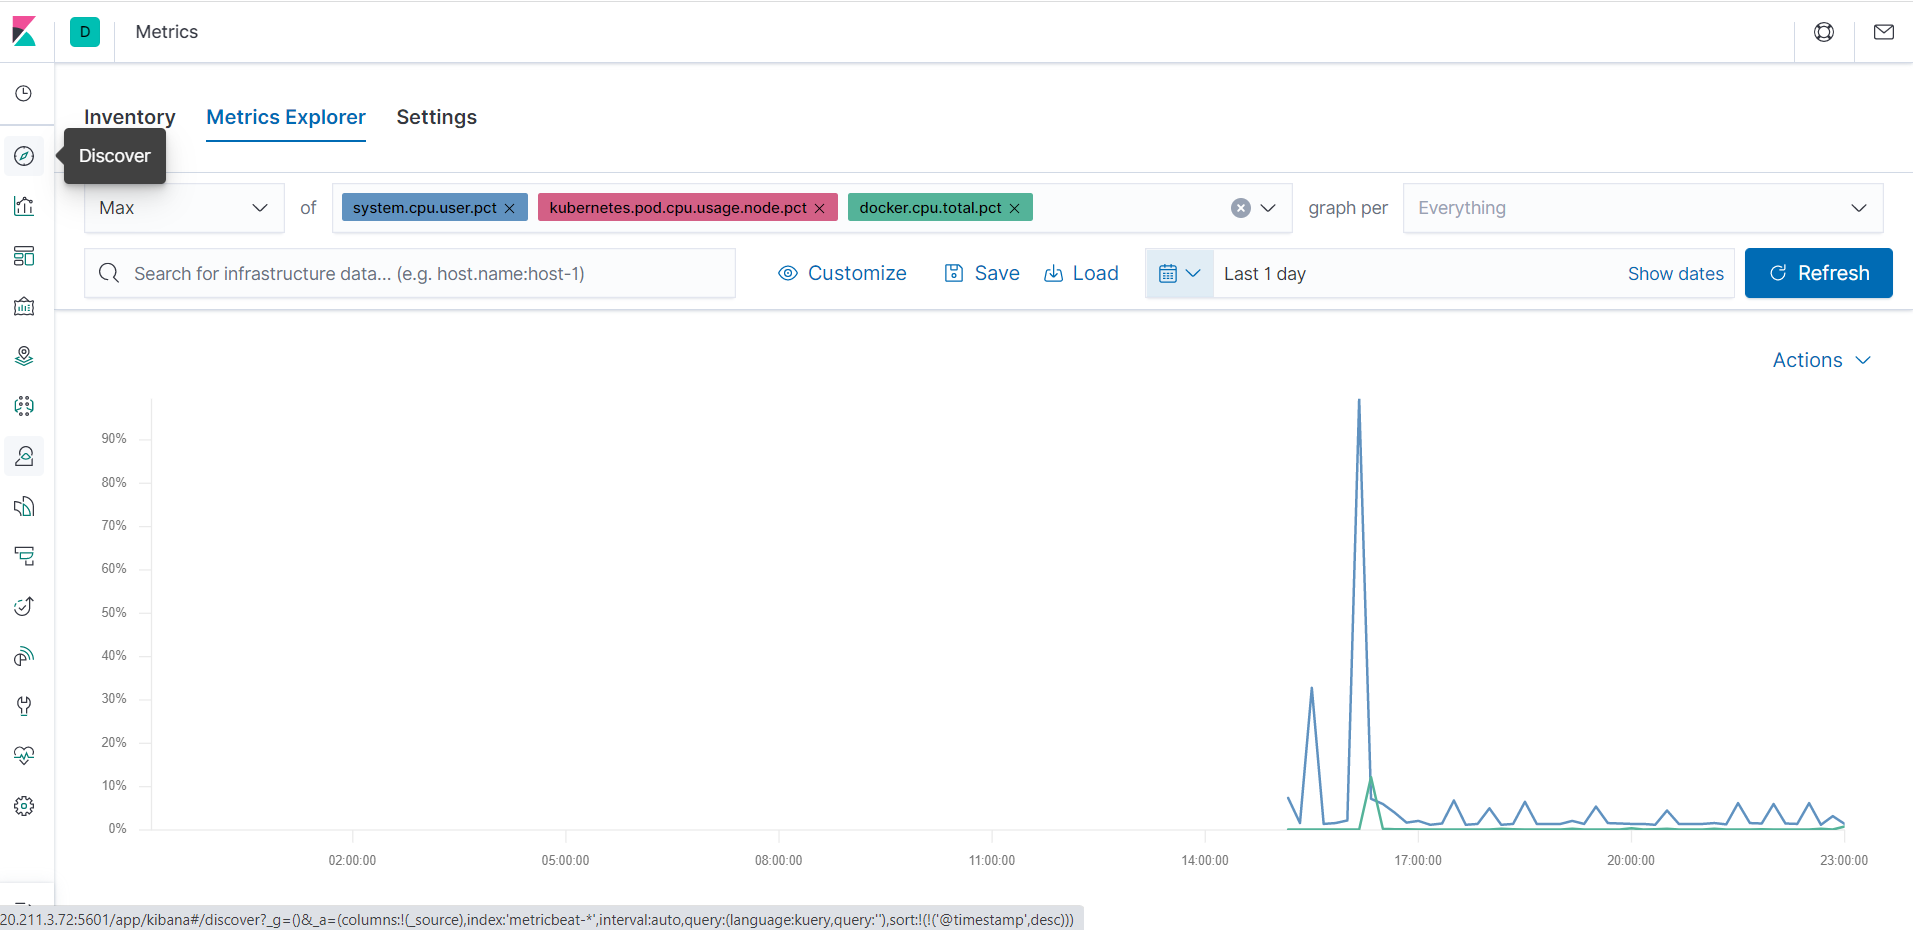 D Metrics
Inventory Metrics Explorer Settings
Discover
Max of system.cpu.user.pct kubernetes.pod.cpu.usage.node.pct docker.cpu.total.pct graph per Everything
Search for infrastructure data... (e.g. host.name:host-1) Customize Save Load Last 1 day Show dates Refresh
Actions
90%
80%
70%
60%
50%
40%
30%
20%
10%
0%
02:00:00 05:00:00 08:00:00 11:00:00 14:00:00 17:00:00 20:00:00 23:00:00
20.211.3.72:5601/app/kibana#/discover?_g=()&_a=(columns:!(_source),index:'metricbeat-*',interval:auto,query:(language:kuery,query:''),sort:!(!('@timestamp',desc)))